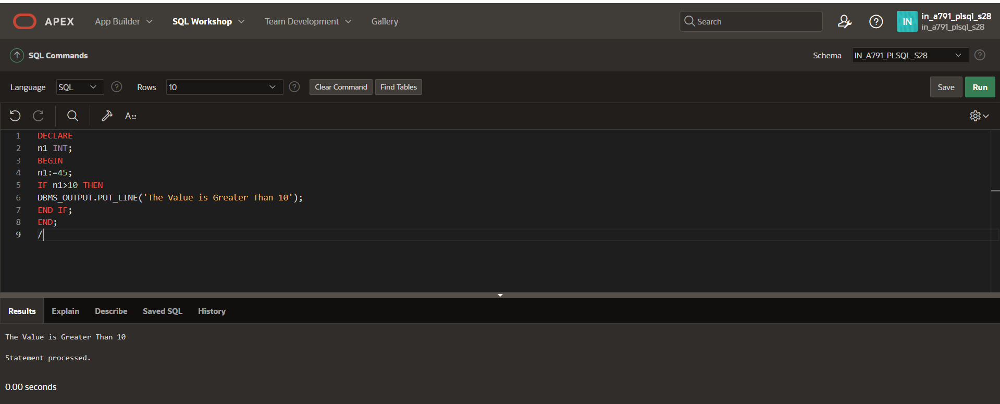 APEX App Builder SQL Workshop Team Development Gallery Search IN in_a791_plsql_s28
in_a791_plsql_s28
SQL Commands Schema IN_A791_PLSQL_S28
Language SQL Rows 10 Clear Command Find Tables Save Run
A::
1 DECLARE
2 n1 INT;
3 BEGIN
4 n1:=45;
5 IF n1>10 THEN
6 DBMS_OUTPUT.PUT_LINE('The Value is Greater Than 10');
7 END IF;
8 END;
9 /
Results Explain Describe Saved SQL History
The Value is Greater Than 10
Statement processed.
0.00 seconds